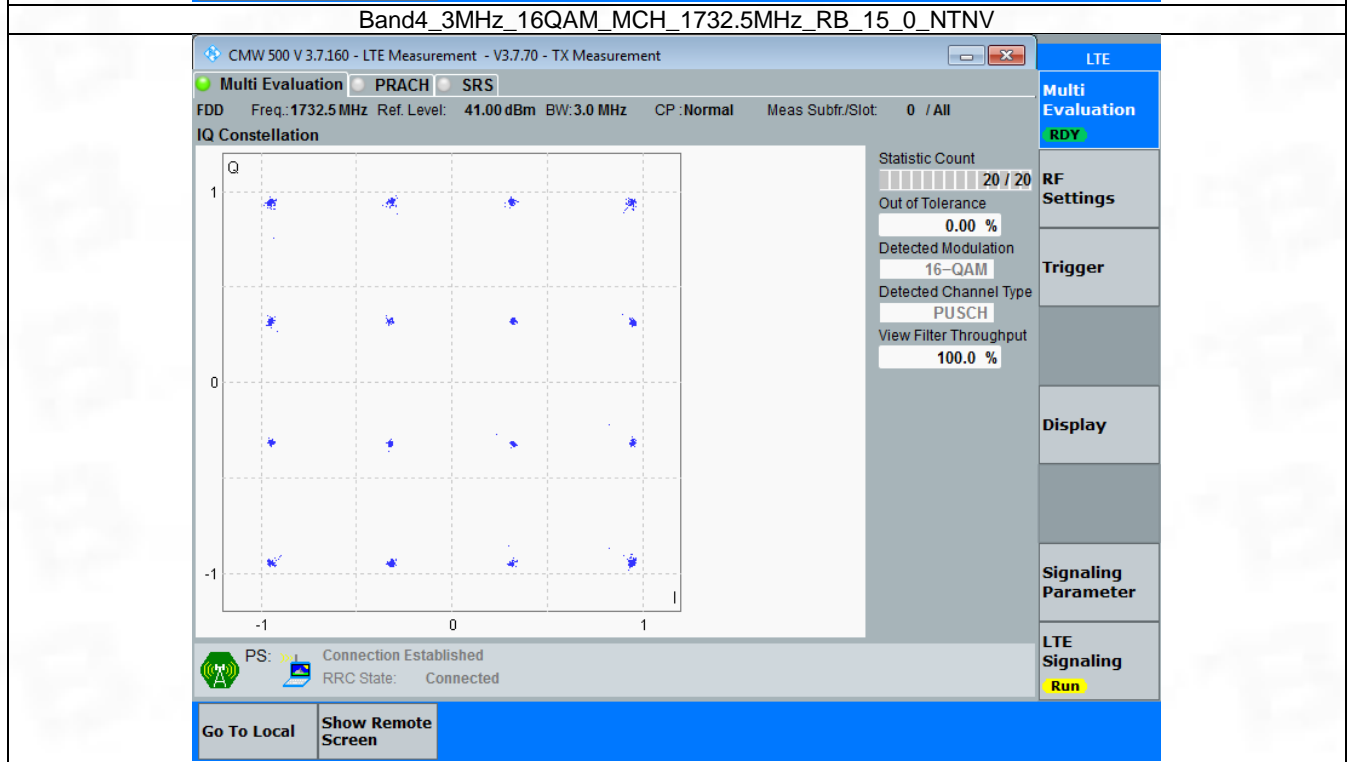 Band4_3MHz_16QAM_MCH_1732.5MHz_RB_15_0_NTNV
CMW 500 V 3.7.160 - LTE Measurement - V3.7.70 - TX Measurement
LTE
Multi Evaluation PRACH SRS
Multi Evaluation
RDY
FDD Freq.:1732.5 MHz Ref. Level: 41.00 dBm BW:3.0 MHz CP :Normal Meas Subfr./Slot: 0 / All
IQ Constellation
Q
1
0
-1
-1 0 1
I
Statistic Count
20 / 20
Out of Tolerance
0.00 %
Detected Modulation
16-QAM
Detected Channel Type
PUSCH
View Filter Throughput
100.0 %
RF Settings
Trigger
Display
Signaling Parameter
LTE Signaling
Run
PS: Connection Established
RRC State: Connected
Go To Local
Show Remote Screen